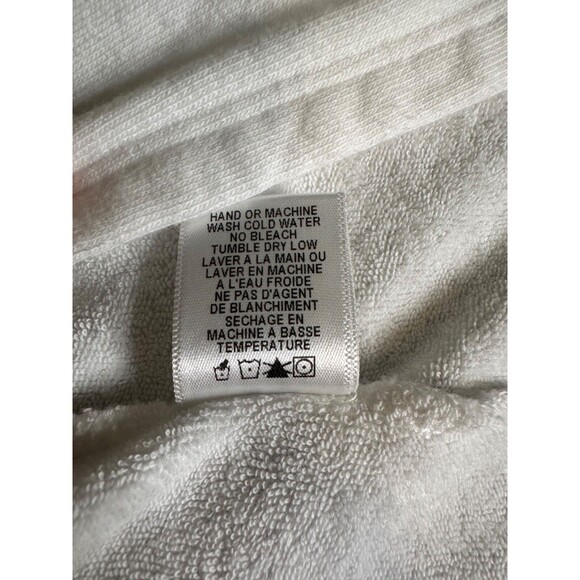 HAND OR MACHINE
WASH COLD WATER
NO BLEACH
TUMBLE DRY LOW
LAVER A LA MAIN OU
LAVER EN MACHINE
A L'EAU FROIDE
NE PAS D'AGENT
DE BLANCHIMENT
SECHAGE EN
MACHINE À BASSE
TEMPERATURE